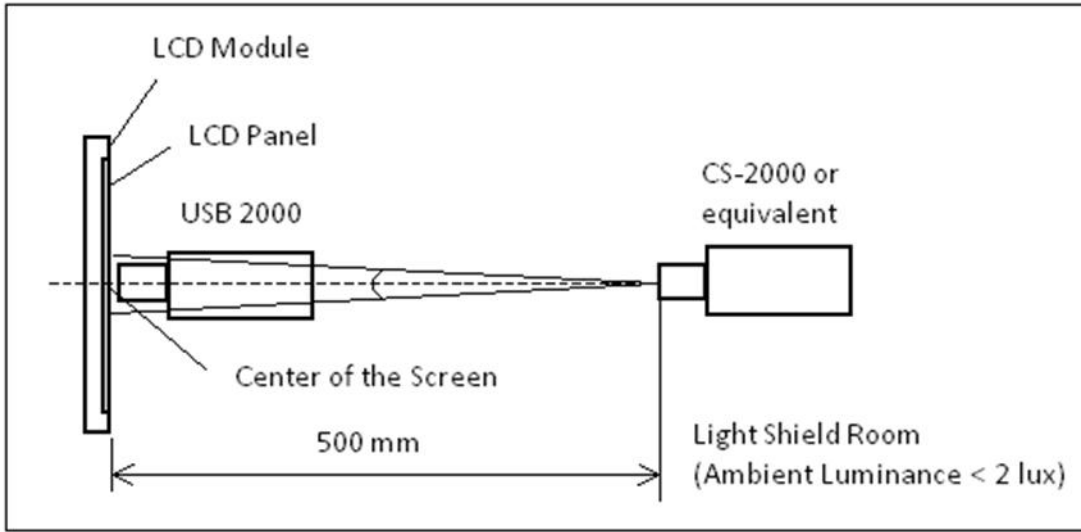 LCD Module
LCD Panel
USB 2000
CS-2000 or
equivalent
Center of the Screen
500 mm
Light Shield Room
(Ambient Luminance < 2 lux)